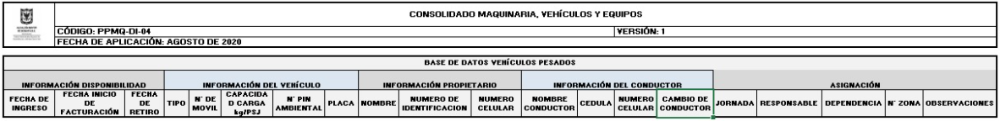 CONSOLIDADO MAQUINARIA, VEHÍCULOS Y EQUIPOS
CÓDIGO: PPMQ-DI-04 VERSIÓN: 1
FECHA DE APLICACIÓN: AGOSTO DE 2020
BASE DE DATOS VEHÍCULOS PESADOS
INFORMACIÓN DISPONIBILIDAD INFORMACIÓN DEL VEHÍCULO INFORMACIÓN PROPIETARIO INFORMACIÓN DEL CONDUCTOR ASIGNACIÓN
FECHA DE INGRESO
FECHA INICIO DE FACTURACIÓN
FECHA DE RETIRO
TIPO
N° DE MOVIL
CAPACIDA D CARGA kg/PSJ
N° PIN AMBIENTAL
PLACA
NOMBRE
NUMERO DE IDENTIFICACION
NUMERO CELULAR
NOMBRE CONDUCTOR
CEDULA
NUMERO CELULAR
CAMBIO DE CONDUCTOR
JORNADA
RESPONSABLE
DEPENDENCIA
N° ZONA
OBSERVACIONES